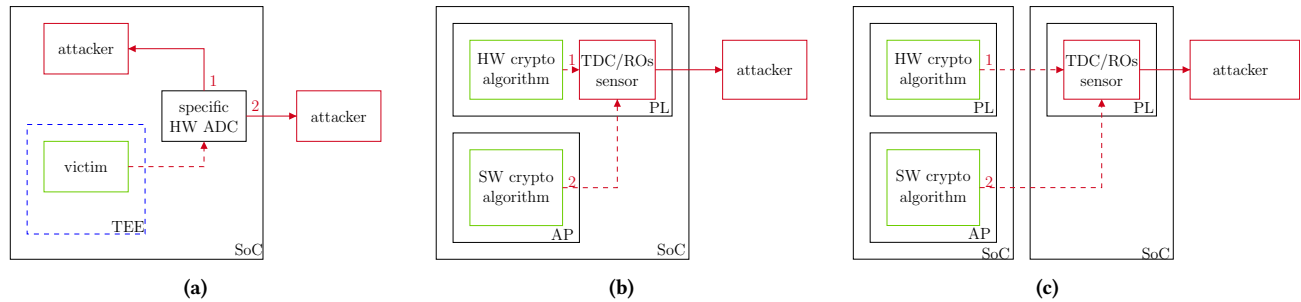 attacker
1
specific
HW ADC
2
attacker
victim
TEE
SoC
(a)
HW crypto
algorithm
1
TDC/ROs
sensor
PL
attacker
SW crypto
algorithm
2
AP
SoC
(b)
HW crypto
algorithm
1
PL
SW crypto
algorithm
2
AP
SoC
TDC/ROs
sensor
PL
attacker
SoC
(c)